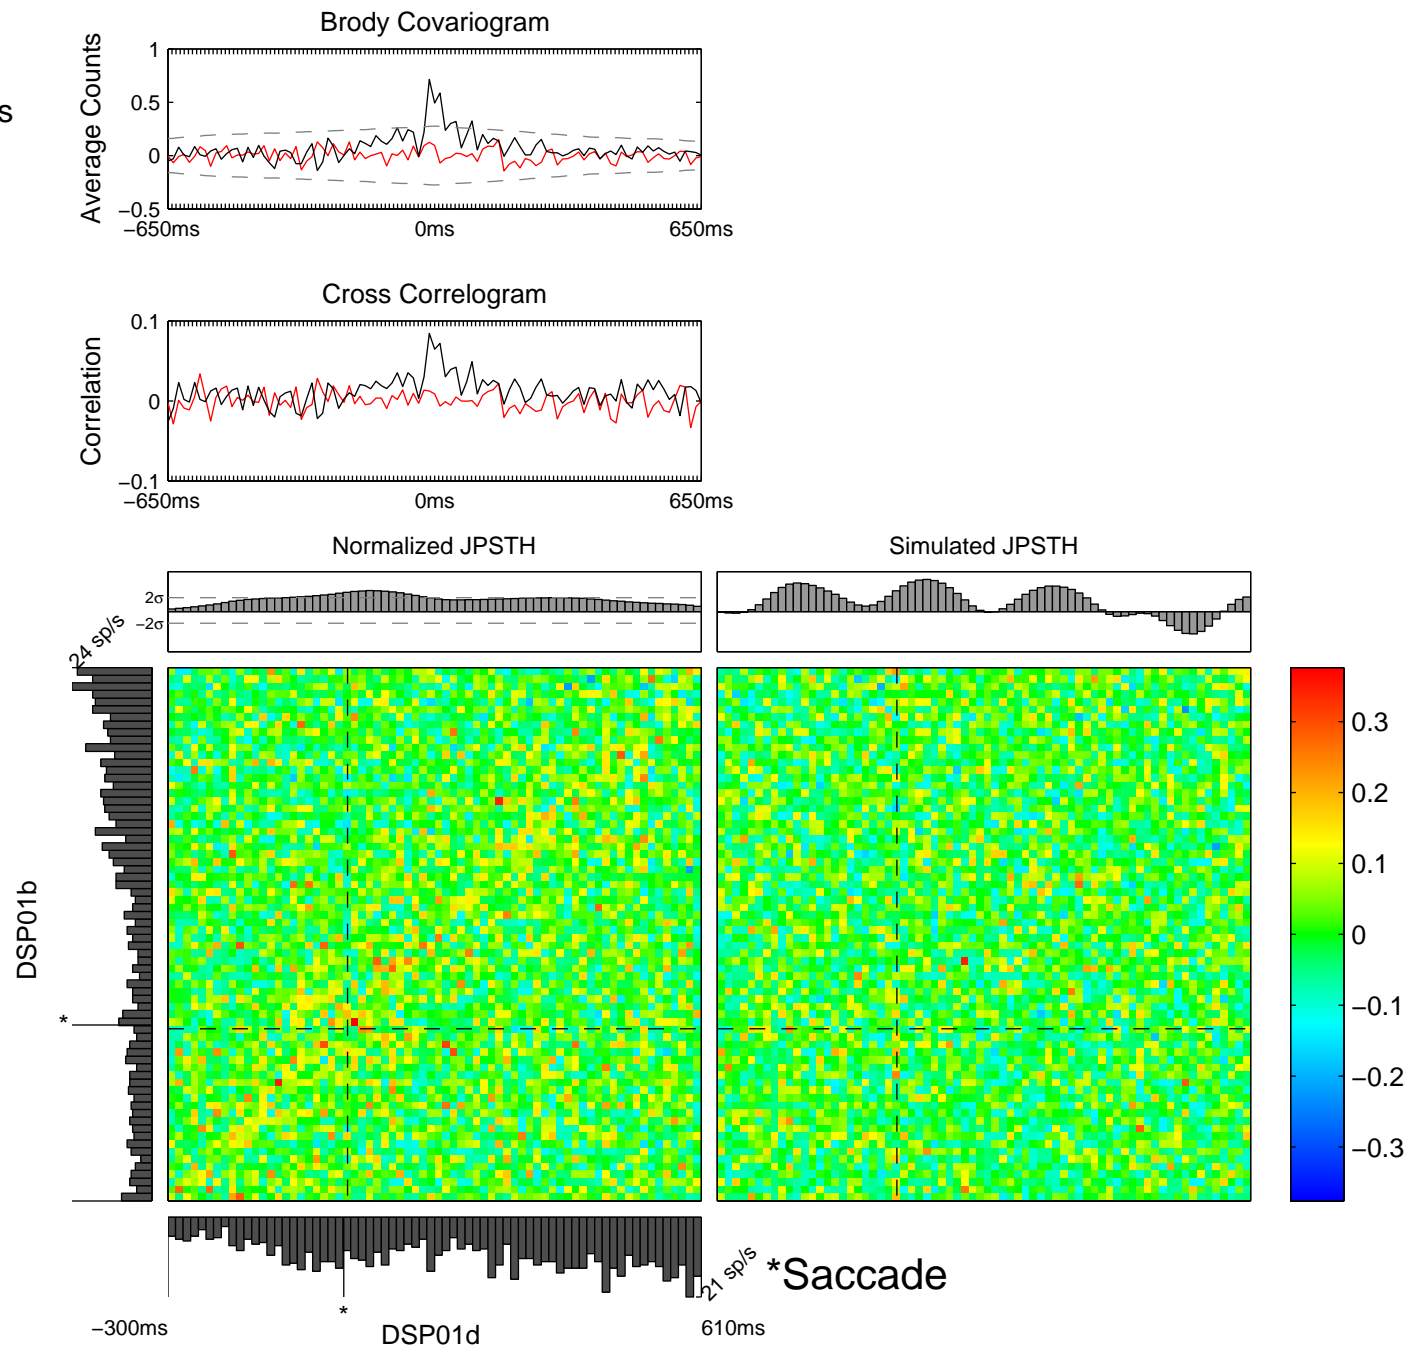 Brody Covariogram
s
Average Counts
1
0.5
0
−0.5
−650ms
0ms
650ms
Cross Correlogram
Correlation
0.1
0
−0.1
−650ms
0ms
650ms
Normalized JPSTH
Simulated JPSTH
2σ
−2σ
24 sp/s
DSP01b
*
0.3
0.2
0.1
0
−0.1
−0.2
−0.3
21 sp/s
*Saccade
*
−300ms
DSP01d
610ms